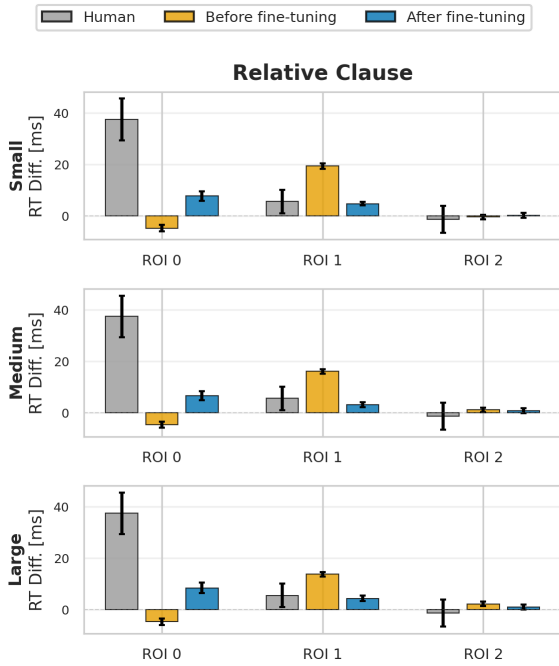 Human Before fine-tuning After fine-tuning
Relative Clause
Small
RT Diff. [ms]
40
20
0
ROI 0 ROI 1 ROI 2
Medium
RT Diff. [ms]
40
20
0
ROI 0 ROI 1 ROI 2
Large
RT Diff. [ms]
40
20
0
ROI 0 ROI 1 ROI 2